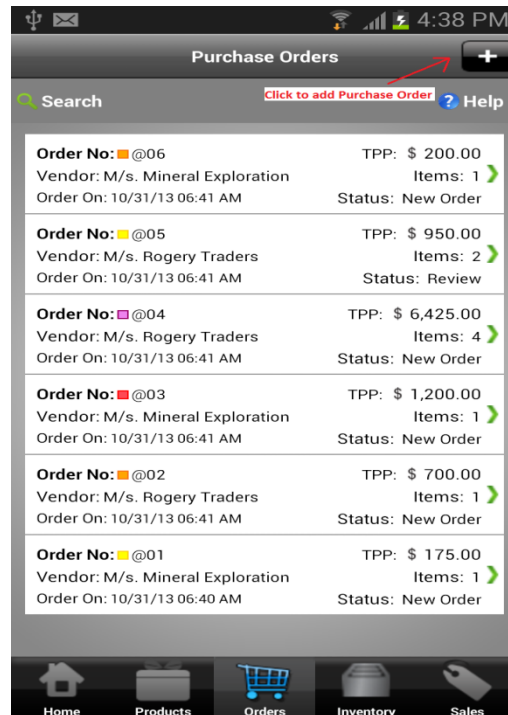 4:38 PM
Purchase Orders +
Click to add Purchase Order
Search ? Help
Order No: @06 TPP: $ 200.00
Vendor: M/s. Mineral Exploration Items: 1
Order On: 10/31/13 06:41 AM Status: New Order
Order No: @05 TPP: $ 950.00
Vendor: M/s. Rogery Traders Items: 2
Order On: 10/31/13 06:41 AM Status: Review
Order No: @04 TPP: $ 6,425.00
Vendor: M/s. Rogery Traders Items: 4
Order On: 10/31/13 06:41 AM Status: New Order
Order No: @03 TPP: $ 1,200.00
Vendor: M/s. Mineral Exploration Items: 1
Order On: 10/31/13 06:41 AM Status: New Order
Order No: @02 TPP: $ 700.00
Vendor: M/s. Rogery Traders Items: 1
Order On: 10/31/13 06:41 AM Status: New Order
Order No: @01 TPP: $ 175.00
Vendor: M/s. Mineral Exploration Items: 1
Order On: 10/31/13 06:40 AM Status: New Order
Home Products Orders Inventory Sales